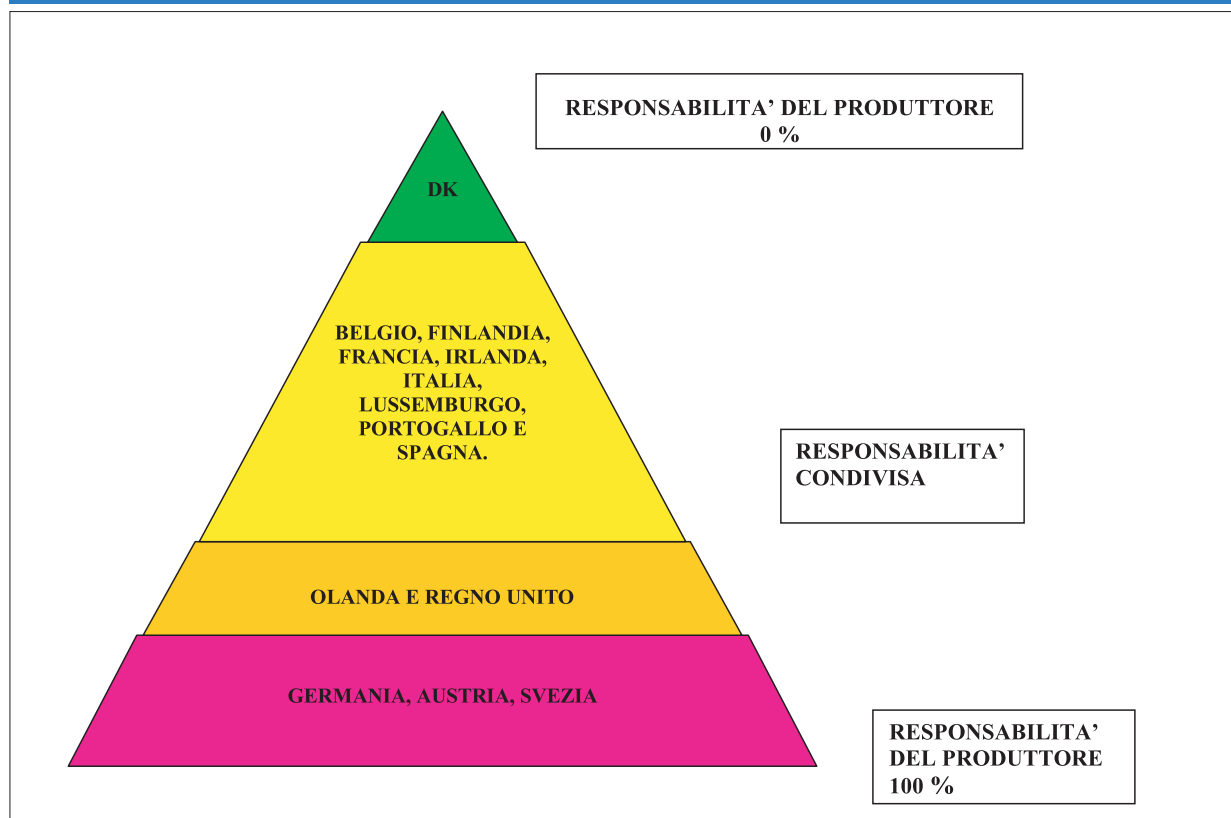 RESPONSABILITA' DEL PRODUTTORE
0 %
DK
BELGIO, FINLANDIA,
FRANCIA, IRLANDA,
ITALIA,
LUSSEMBURGO,
PORTOGALLO E
SPAGNA.
RESPONSABILITA'
CONDIVISA
OLANDA E REGNO UNITO
GERMANIA, AUSTRIA, SVEZIA
RESPONSABILITA'
DEL PRODUTTORE
100 %